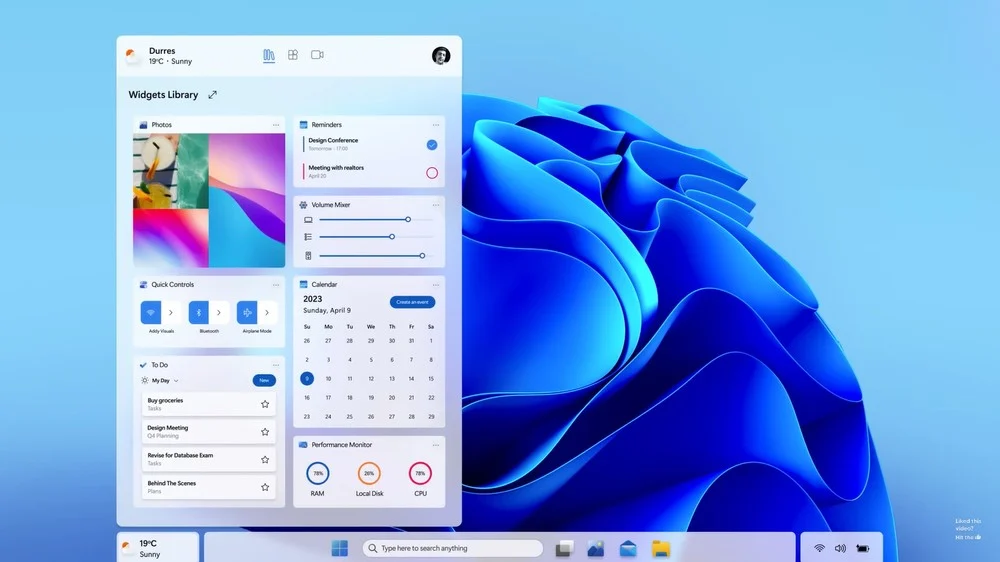 Durres
19°C · Sunny
Widgets Library
Photos
Reminders
Design Conference
Tomorrow - 17:00
Meeting with realtors
April 20
Volume Mixer
Quick Controls
Addy Visuals
Bluetooth
Airplane Mode
Calendar
2023
Sunday, April 9
Create an event
Su Mo Tu We Th Fr Sa
26 27 28 29 30 31 1
2 3 4 5 6 7 8
9 10 11 12 13 14 15
16 17 18 19 20 21 22
23 24 25 26 27 28 29
To Do
My Day
New
Buy groceries
Tasks
Design Meeting
Q4 Planning
Revise for Database Exam
Tasks
Behind The Scenes
Plans
Performance Monitor
78% 26% 78%
RAM Local Disk CPU
19°C
Sunny
Type here to search anything
Liked this
video?
Hit the